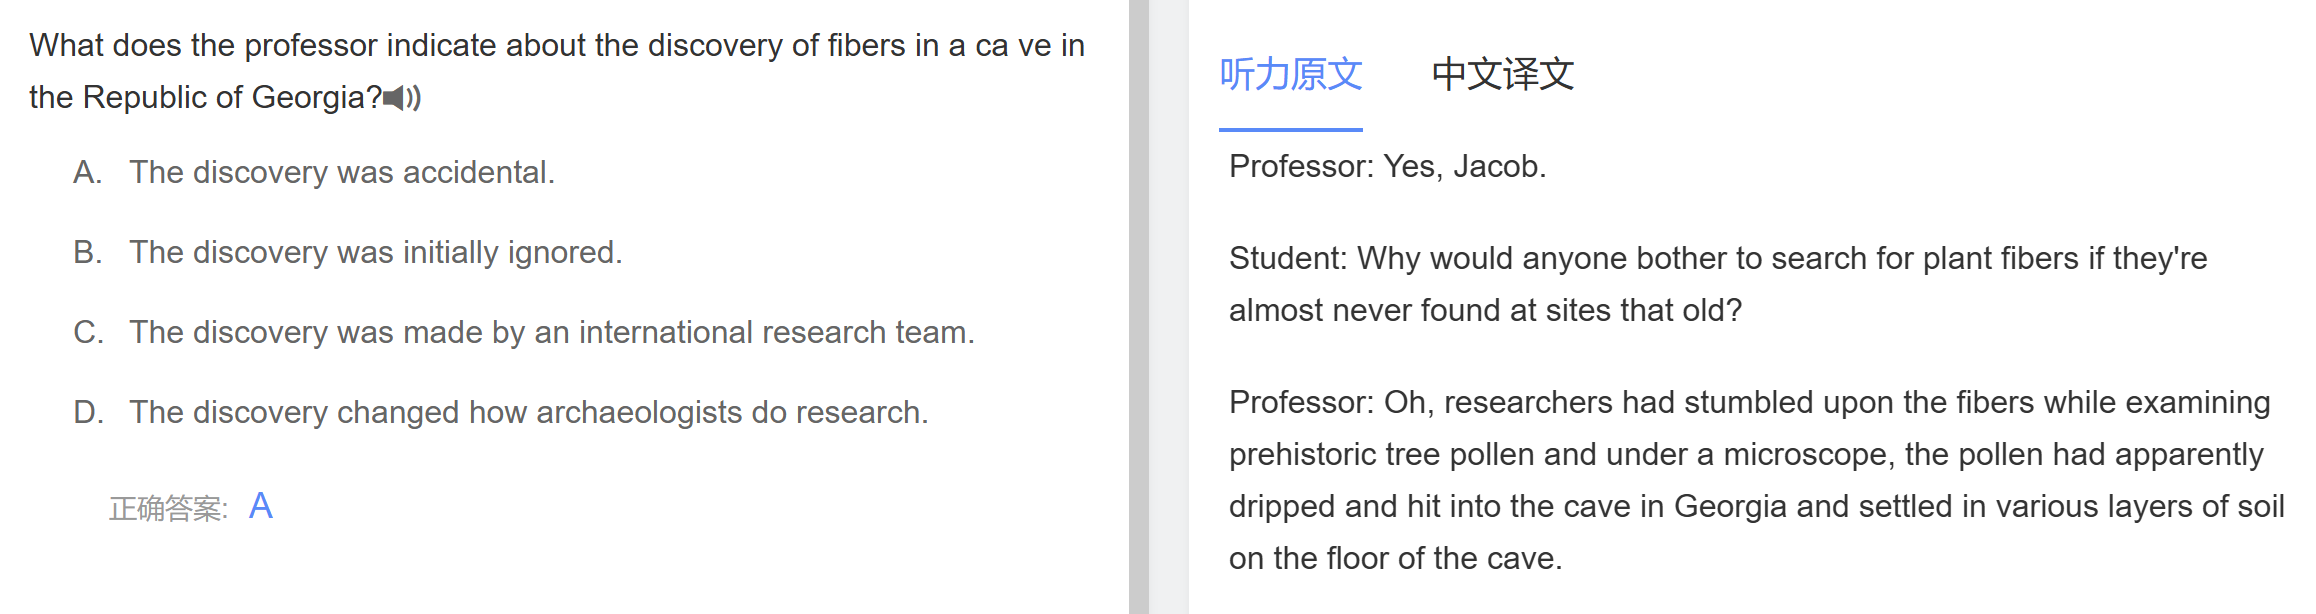 What does the professor indicate about the discovery of fibers in a ca ve in
the Republic of Georgia?
A. The discovery was accidental.
B. The discovery was initially ignored.
C. The discovery was made by an international research team.
D. The discovery changed how archaeologists do research.
正确答案: A
听力原文 中文译文
Professor: Yes, Jacob.
Student: Why would anyone bother to search for plant fibers if they're
almost never found at sites that old?
Professor: Oh, researchers had stumbled upon the fibers while examining
prehistoric tree pollen and under a microscope, the pollen had apparently
dripped and hit into the cave in Georgia and settled in various layers of soil
on the floor of the cave.